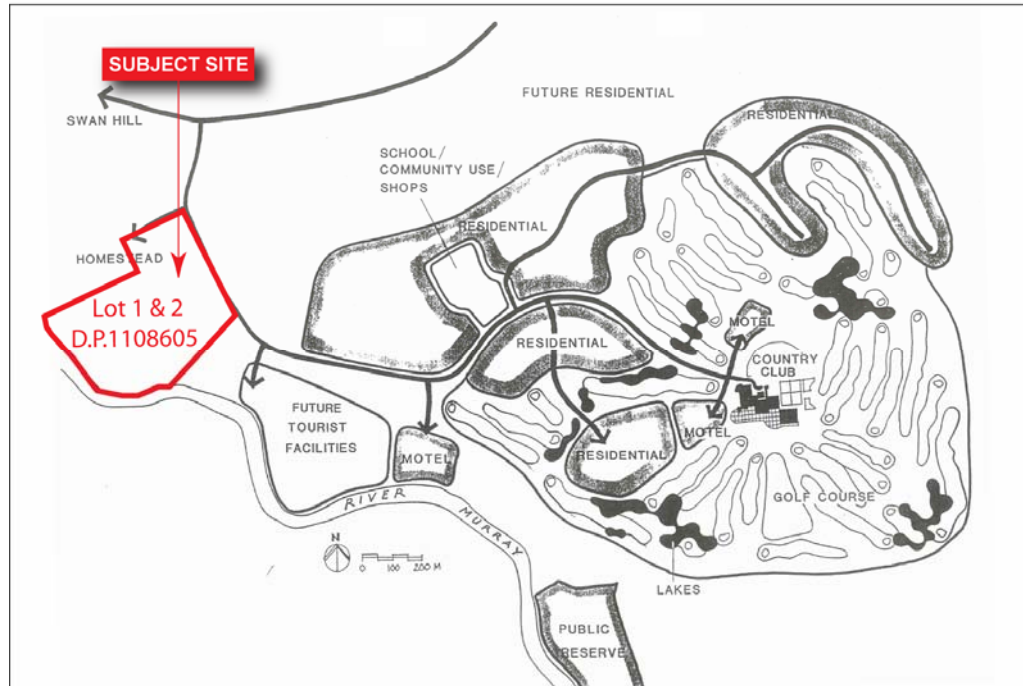 SUBJECT SITE
SWAN HILL
FUTURE RESIDENTIAL
RESIDENTIAL
SCHOOL/
COMMUNITY USE/
SHOPS
RESIDENTIAL
HOMESTEAD
Lot 1 & 2
D.P.1108605
RESIDENTIAL
MOTEL
COUNTRY
CLUB
FUTURE
TOURIST
FACILITIES
MOTEL
RESIDENTIAL
MOTEL
GOLF COURSE
RIVER MURRAY
N
0 100 200 M
LAKES
PUBLIC
RESERVE